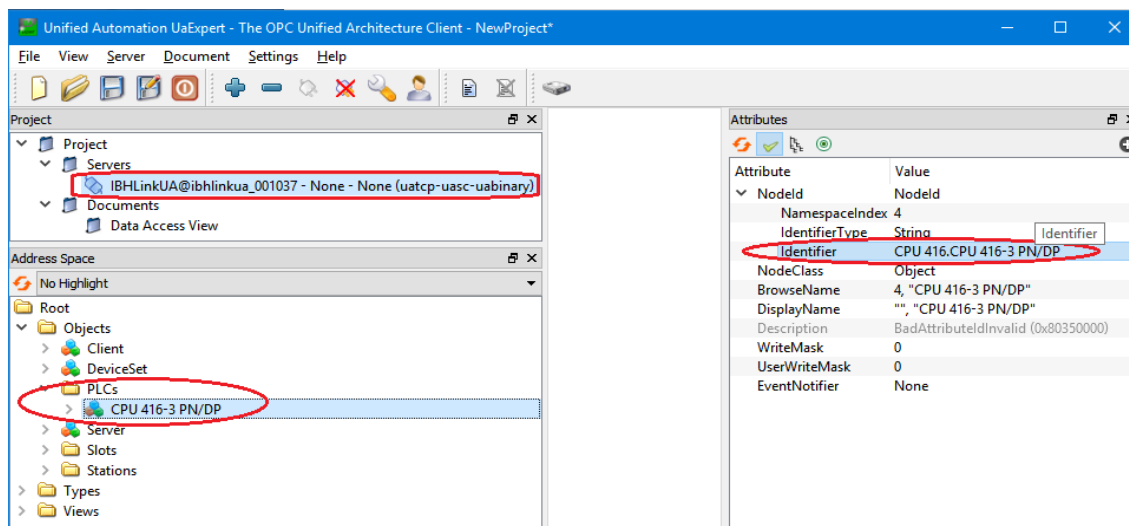 Unified Automation UaExpert - The OPC Unified Architecture Client - NewProject*
File View Server Document Settings Help
Project
Project
Servers
IBHLinkUA@ibhlinkua_001037 - None - None (uatcp-uasc-uabinary)
Documents
Data Access View
Address Space
No Highlight
Root
Objects
Client
DeviceSet
PLCs
CPU 416-3 PN/DP
Server
Slots
Stations
Types
Views
Attributes
Attribute Value
NodeId NodeId
NamespaceIndex 4
IdentifierType String
Identifier
Identifier CPU 416.CPU 416-3 PN/DP
NodeClass Object
BrowseName 4, "CPU 416-3 PN/DP"
DisplayName "", "CPU 416-3 PN/DP"
Description BadAttributeIdInvalid (0x80350000)
WriteMask 0
UserWriteMask 0
EventNotifier None